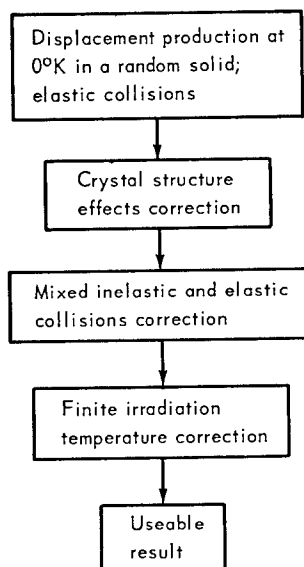 Displacement production at
0°K in a random solid;
elastic collisions
Crystal structure
effects correction
Mixed inelastic and elastic
collisions correction
Finite irradiation
temperature correction
Useable
result